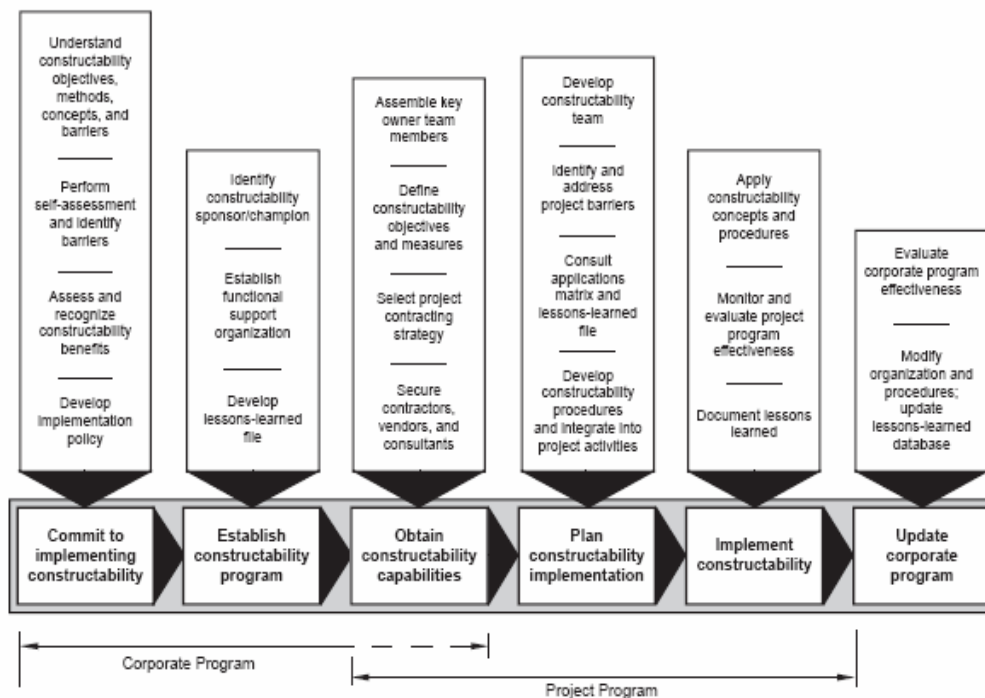 Understand
constructability
objectives,
methods,
concepts, and
barriers
Perform
self-assessment
and identify
barriers
Assess and
recognize
constructability
benefits
Develop
implementation
policy
Identify
constructability
sponsor/champion
Establish
functional
support
organization
Develop
lessons-learned
file
Assemble key
owner team
members
Define
constructability
objectives
and measures
Select project
contracting
strategy
Secure
contractors,
vendors, and
consultants
Develop
constructability
team
Identify and
address
project barriers
Consult
applications
matrix and
lessons-learned
file
Develop
constructability
procedures
and integrate into
project activities
Apply
constructability
concepts and
procedures
Monitor and
evaluate project
program
effectiveness
Document lessons
learned
Evaluate
corporate program
effectiveness
Modify
organization and
procedures;
update
lessons-learned
database
Commit to
implementing
constructability
Establish
constructability
program
Obtain
constructability
capabilities
Plan
constructability
implementation
Implement
constructability
Update
corporate
program
Corporate Program
Project Program